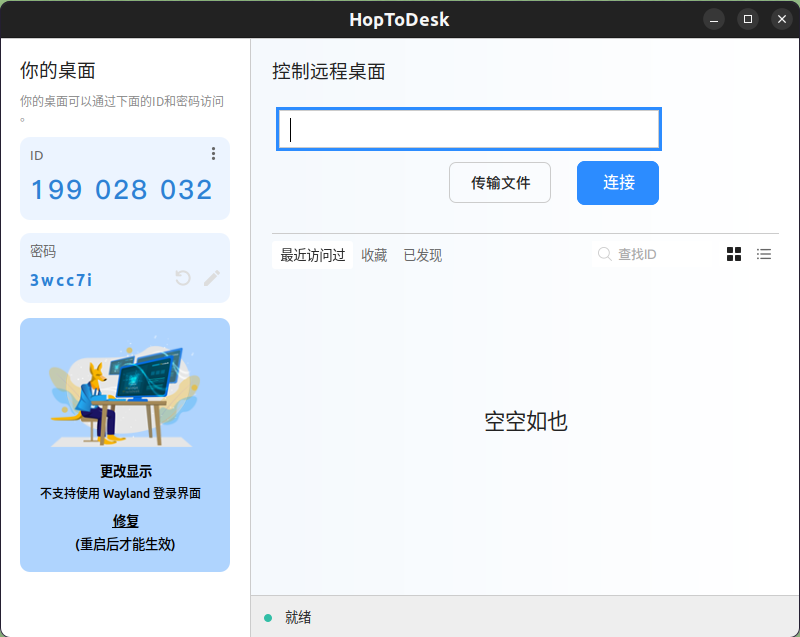 HopToDesk
你的桌面
你的桌面可以通过下面的ID和密码访问
。
ID
199 028 032
密码
3wcc7i
更改显示
不支持使用 Wayland 登录界面
修复
(重启后才能生效)
控制远程桌面
传输文件
连接
最近访问过 收藏 已发现 查找ID
空空如也
就绪